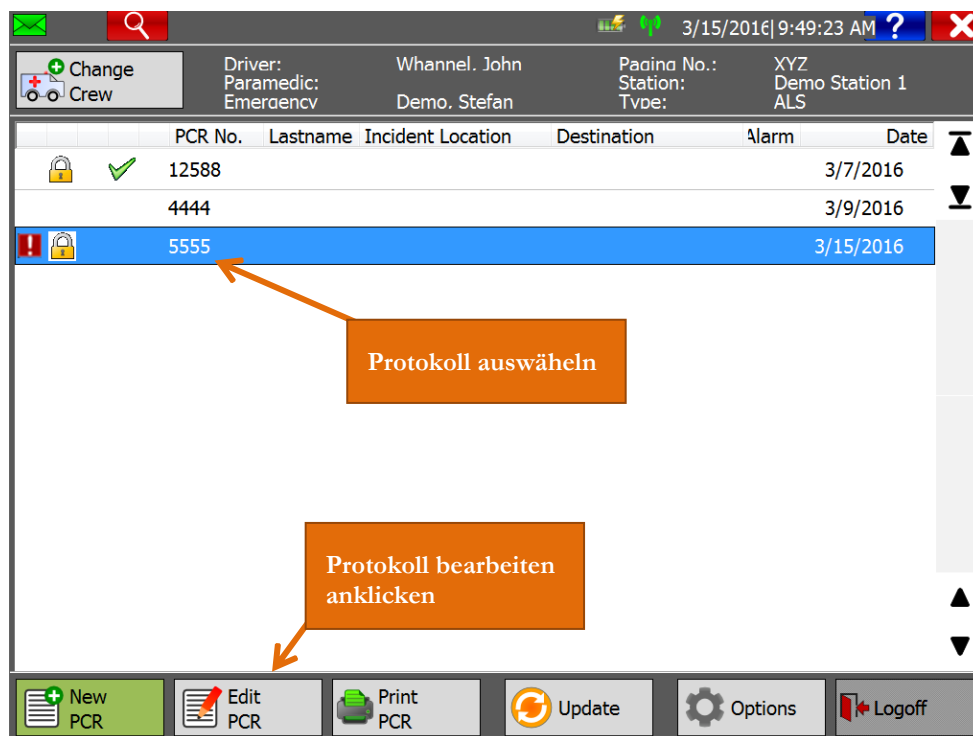 3/15/2016| 9:49:23 AM ?
Change Crew
Driver: Whannel, John Paging No.: XYZ
Paramedic: Station: Demo Station 1
Emergency Demo, Stefan Type: ALS
PCR No. Lastname Incident Location Destination Alarm Date
12588 3/7/2016
4444 3/9/2016
5555 3/15/2016
Protokoll auswäheln
Protokoll bearbeiten
anklicken
New PCR
Edit PCR
Print PCR
Update
Options
Logoff